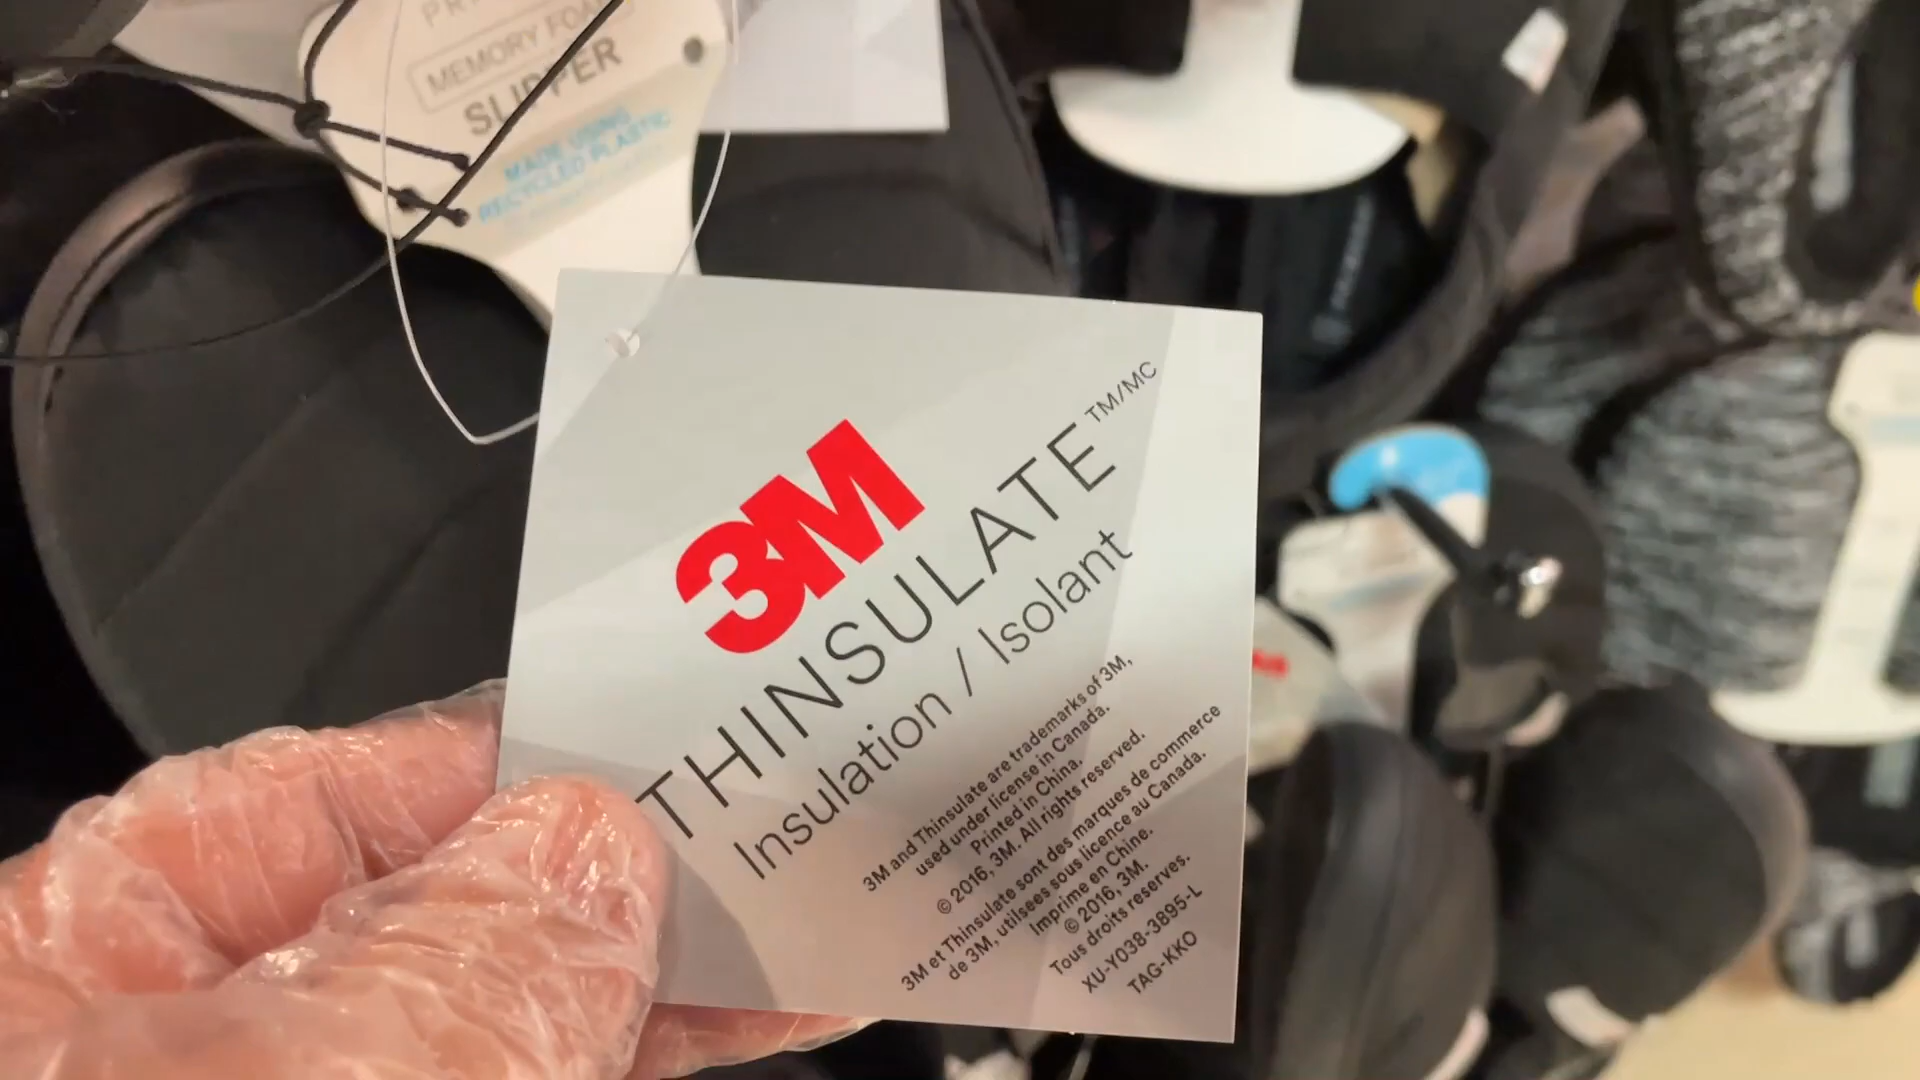 MEMORY FOAM
SLIPPER
MADE USING
RECYCLED PLASTIC
3M
THINSULATE™/MC
Insulation / Isolant
3M and Thinsulate are trademarks of 3M,
used under license in Canada.
Printed in China.
© 2016, 3M. All rights reserved.
3M et Thinsulate sont des marques de commerce
de 3M, utilsees sous licence au Canada.
Imprime en Chine.
© 2016, 3M.
Tous droits reserves.
XU-Y038-3895-L
TAG-KKO